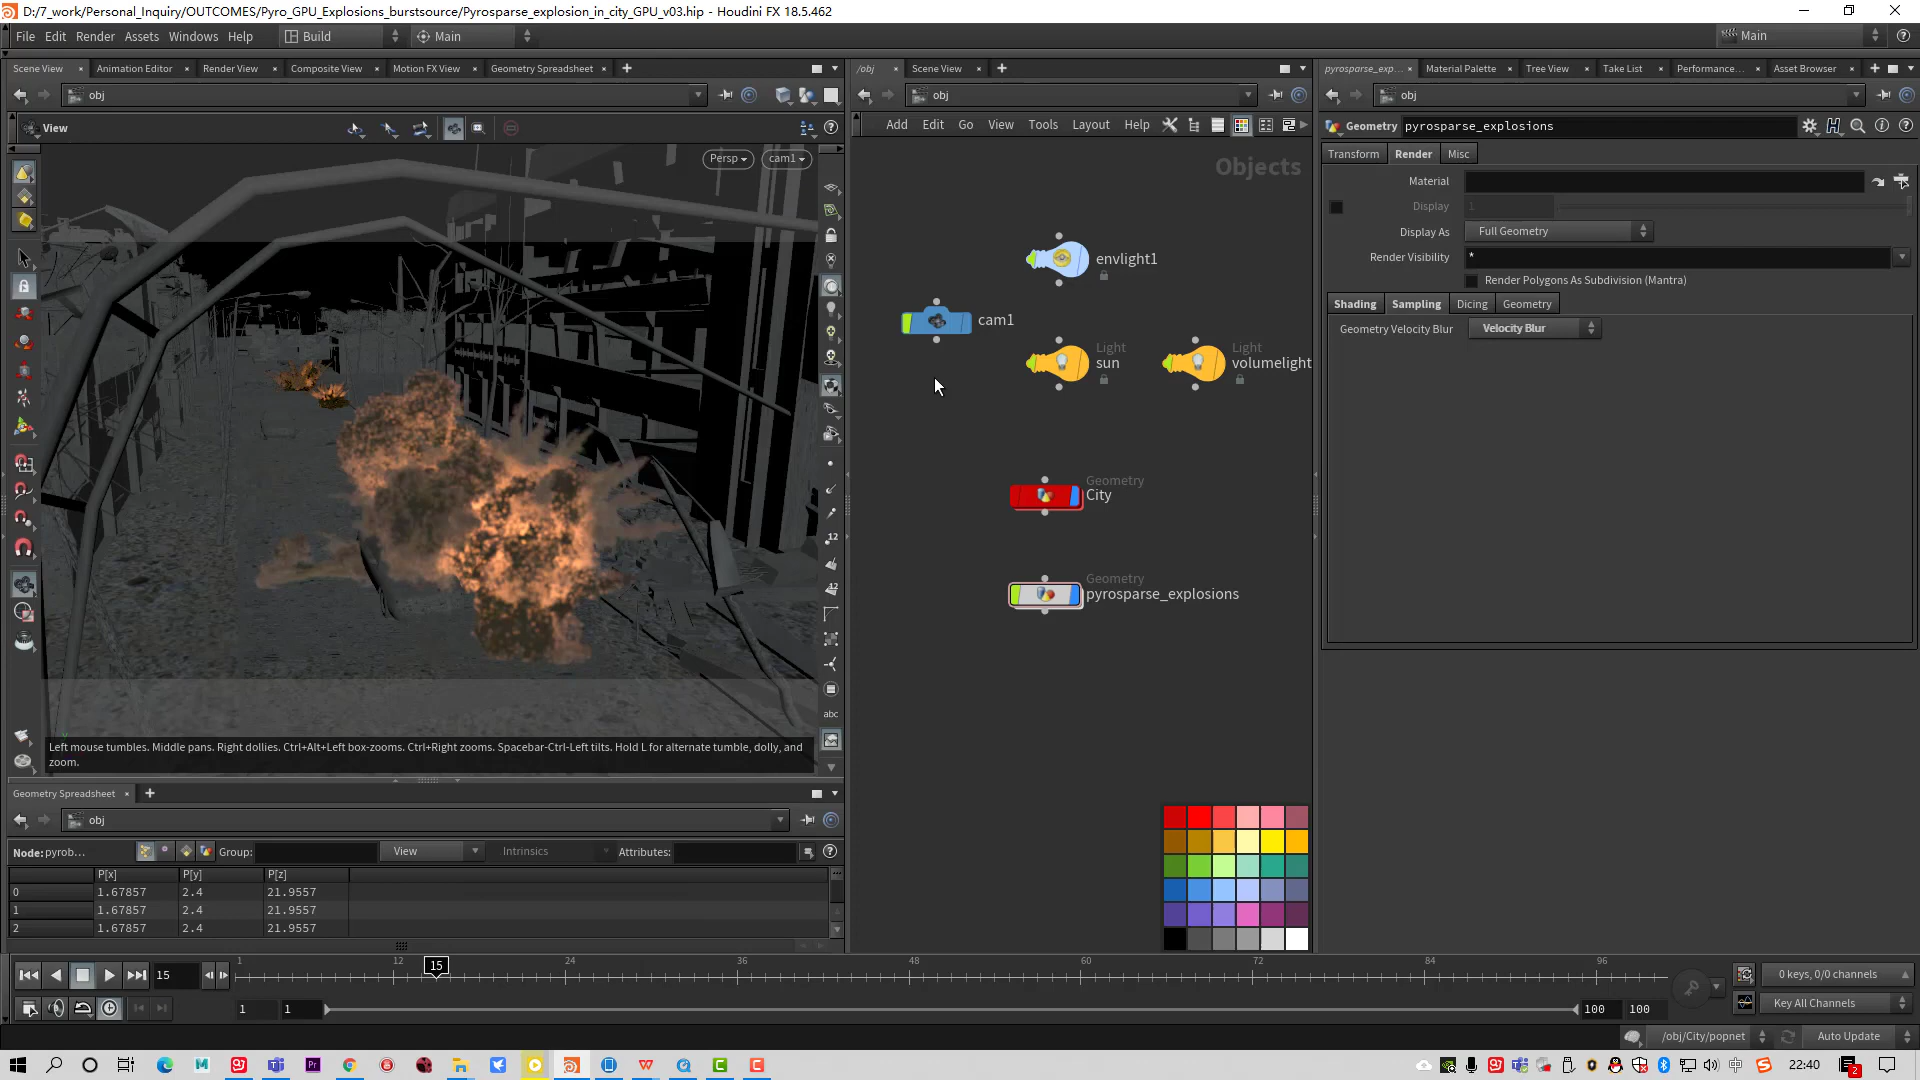 D:/7_work/Personal_Inquiry/OUTCOMES/Pyro_GPU_Explosions_burstsource/Pyrosparse_explosion_in_city_GPU_v03.hip - Houdini FX 18.5.462
File Edit Render Assets Windows Help Build Main Main
Scene View Animation Editor Render View Composite View Motion FX View Geometry Spreadsheet
/obj Scene View
pyrosparse_exp... Material Palette Tree View Take List Performance... Asset Browser
obj
obj
obj
View
Add Edit Go View Tools Layout Help
Geometry pyrosparse_explosions
Transform Render Misc
Persp cam1
Objects
Material
Display 1
Display As Full Geometry
Render Visibility *
Render Polygons As Subdivision (Mantra)
Shading Sampling Dicing Geometry
Geometry Velocity Blur Velocity Blur
envlight1
cam1
Light
sun
Light
volumelight
Geometry
City
Geometry
pyrosparse_explosions
12
12
abc
Left mouse tumbles. Middle pans. Right dollies. Ctrl+Alt+Left box-zooms. Ctrl+Right zooms. Spacebar-Ctrl-Left tilts. Hold L for alternate tumble, dolly, and
zoom.
Geometry Spreadsheet
obj
Node: pyrob... Group: View Intrinsics Attributes:
P[x] P[y] P[z]
0 1.67857 2.4 21.9557
1 1.67857 2.4 21.9557
2 1.67857 2.4 21.9557
15
1 12 15 24 36 48 60 72 84 96
0 keys, 0/0 channels
1 1 100 100
Key All Channels
/obj/City/popnet Auto Update
22:40
2